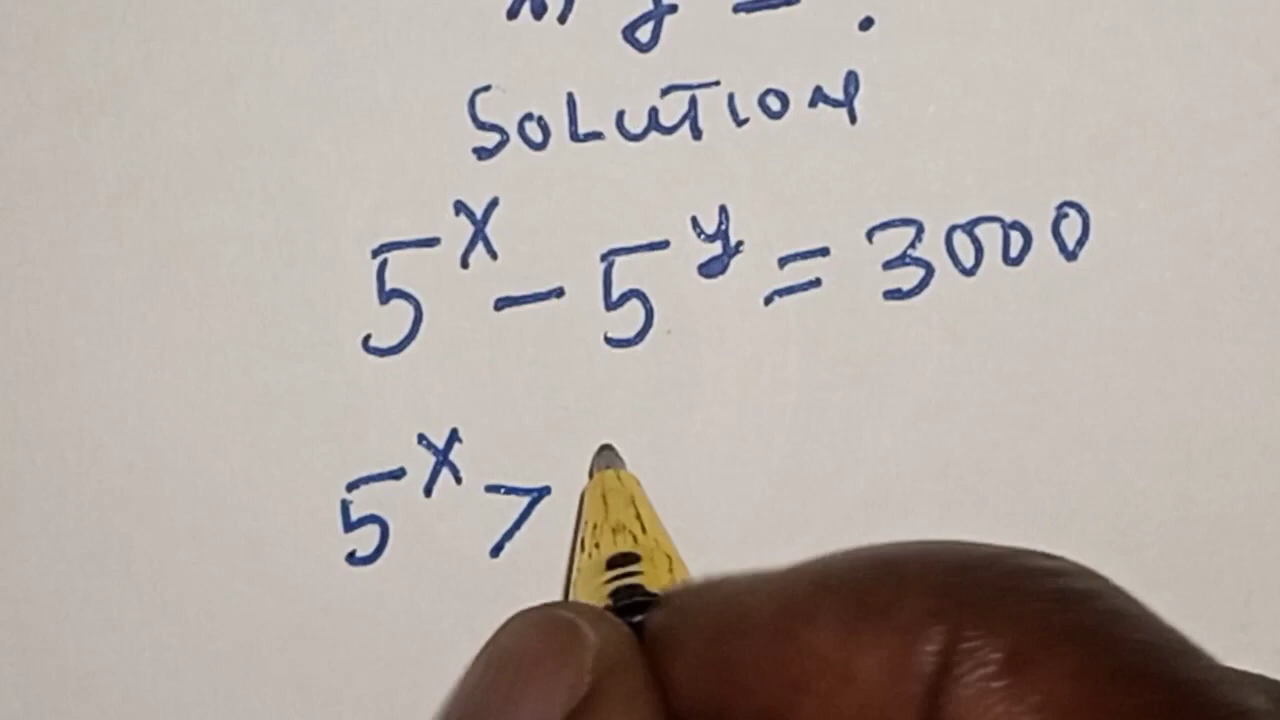 y = .
SOLUTION
5^x - 5^y = 3000
5^x >